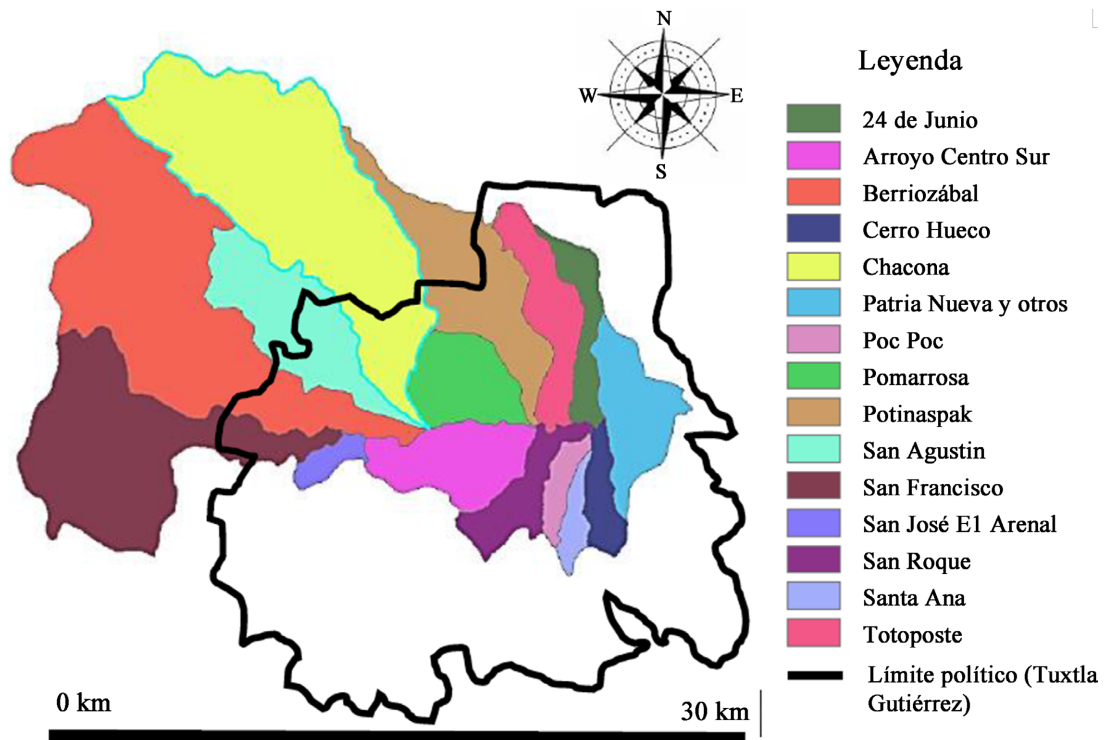 N
W
E
S
Leyenda
24 de Junio
Arroyo Centro Sur
Berriozábal
Cerro Hueco
Chacona
Patria Nueva y otros
Poc Poc
Pomarrosa
Potinaspak
San Agustin
San Francisco
San José E1 Arenal
San Roque
Santa Ana
Totoposte
Límite político (Tuxtla
Gutiérrez)
0 km
30 km